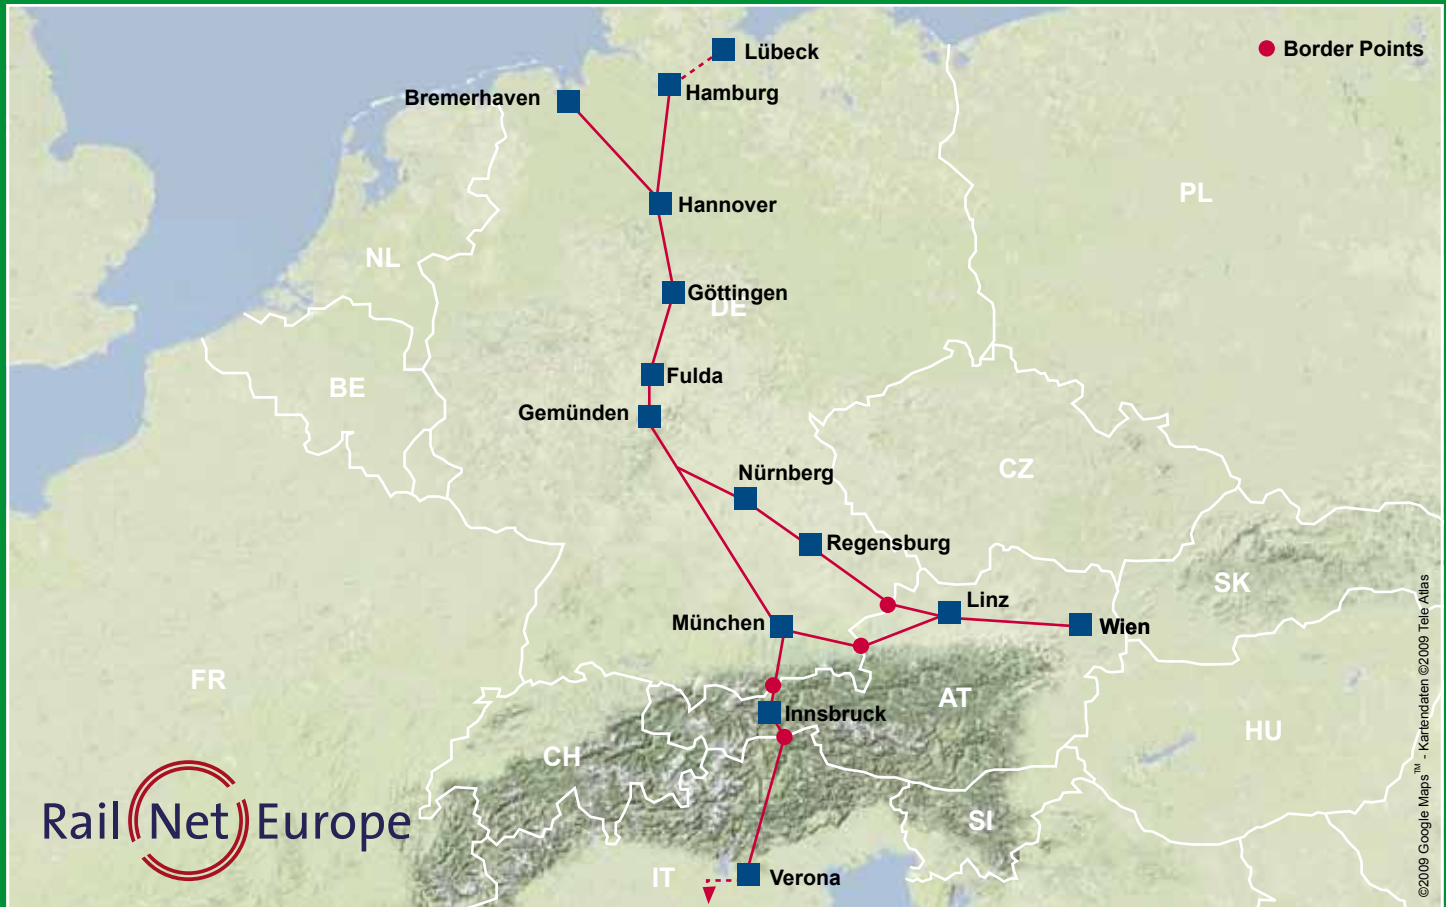 Lübeck
Border Points
Hamburg
Bremerhaven
PL
Hannover
NL
Göttingen
DE
Fulda
BE
Gemünden
CZ
Nürnberg
Regensburg
SK
Linz
München
Wien
FR
AT
Innsbruck
HU
CH
Rail Net Europe
SI
IT
Verona
©2009 Google Maps™ - Kartendaten ©2009 Tele Atlas